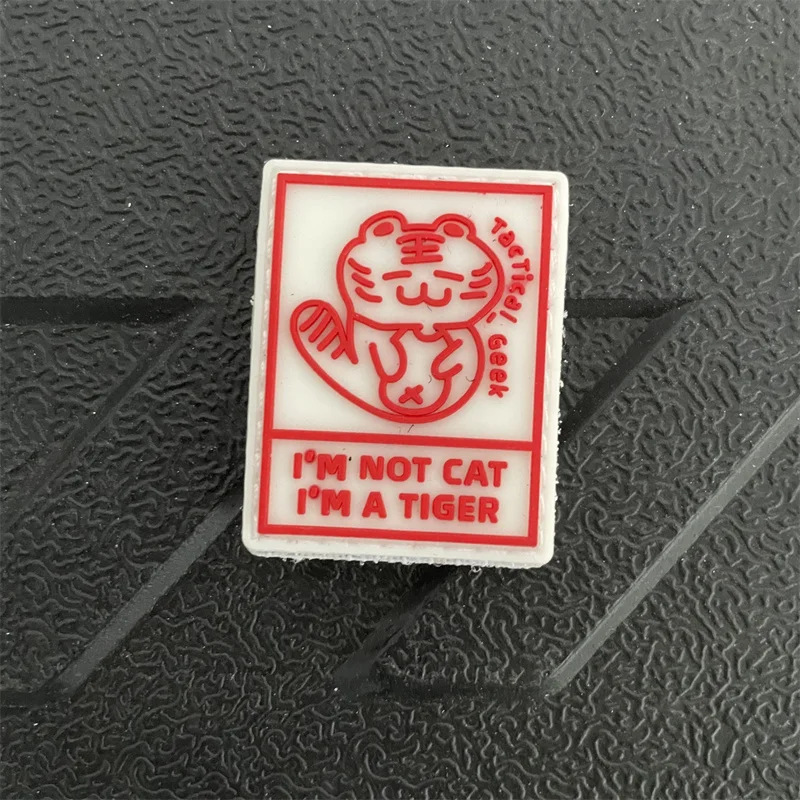 Tactical Geek
I'M NOT CAT
I'M A TIGER